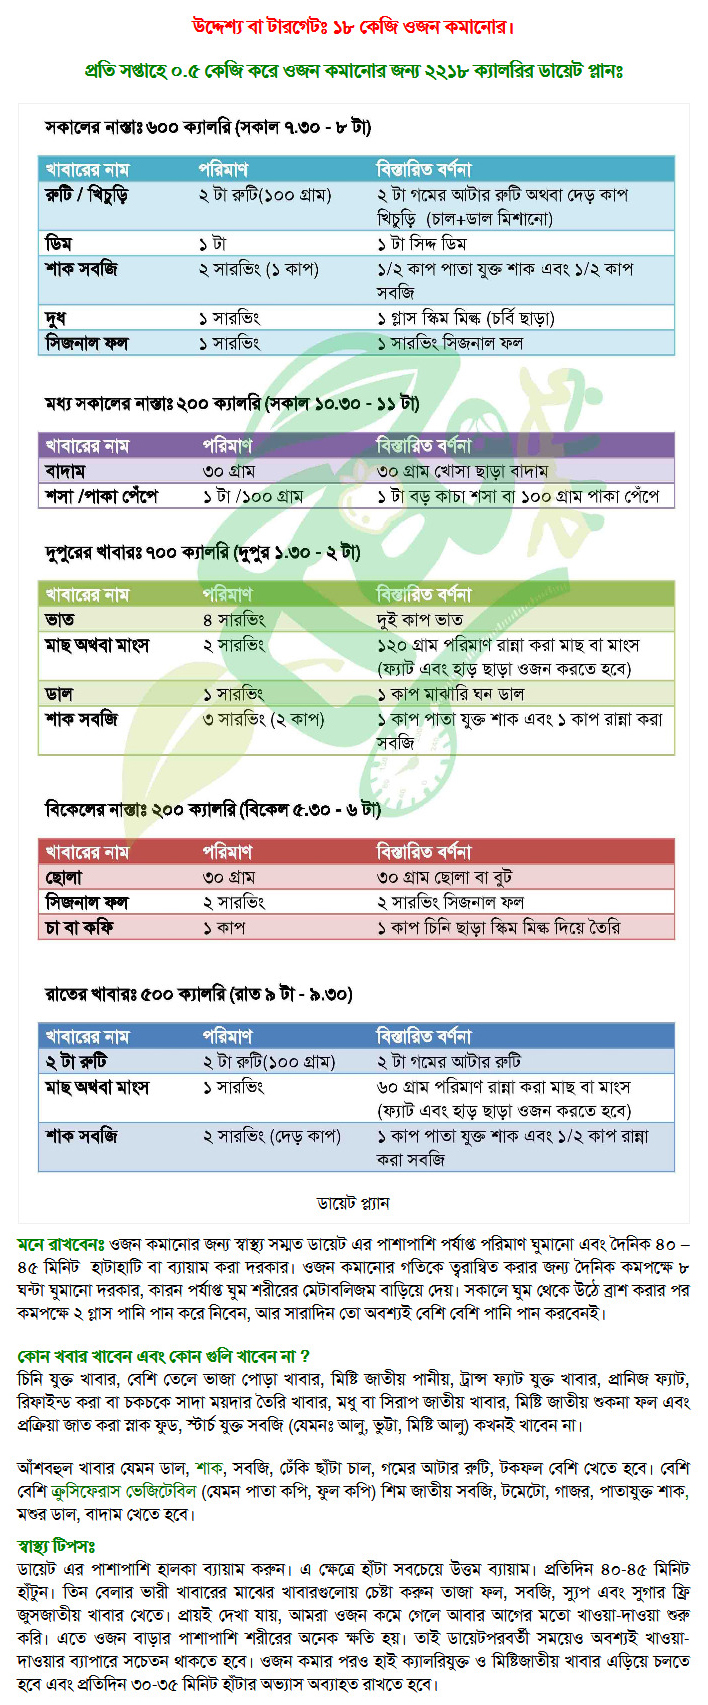 উদ্দেশ্য বা টারগেটঃ ১৮ কেজি ওজন কমানোর।
প্রতি সপ্তাহে ০.৫ কেজি করে ওজন কমানোর জন্য ২২১৮ ক্যালরির ডায়েট প্লানঃ
সকালের নাস্তাঃ ৬০০ ক্যালরি (সকাল ৭.৩০ - ৮ টা)
খাবারের নাম পরিমাণ বিস্তারিত বর্ণনা
রুটি / খিচুড়ি ২ টা রুটি(১০০ গ্রাম) ২ টা গমের আটার রুটি অথবা দেড় কাপ
খিচুড়ি (চাল+ডাল মিশানো)
ডিম ১ টা ১ টা সিদ্দ ডিম
শাক সবজি ২ সারভিং (১ কাপ) ১/২ কাপ পাতা যুক্ত শাক এবং ১/২ কাপ
সবজি
দুধ ১ সারভিং ১ গ্লাস স্কিম মিল্ক (চর্বি ছাড়া)
সিজনাল ফল ১ সারভিং ১ সারভিং সিজনাল ফল
মধ্য সকালের নাস্তাঃ ২০০ ক্যালরি (সকাল ১০.৩০ - ১১ টা)
খাবারের নাম পরিমাণ বিস্তারিত বর্ণনা
বাদাম ৩০ গ্রাম ৩০ গ্রাম খোসা ছাড়া বাদাম
শসা /পাকা পেঁপে ১ টা /১০০ গ্রাম ১ টা বড় কাচা শসা বা ১০০ গ্রাম পাকা পেঁপে
দুপুরের খাবারঃ ৭০০ ক্যালরি (দুপুর ১.৩০ - ২ টা)
খাবারের নাম পরিমাণ বিস্তারিত বর্ণনা
ভাত ৪ সারভিং দুই কাপ ভাত
মাছ অথবা মাংস ২ সারভিং ১২০ গ্রাম পরিমাণ রান্না করা মাছ বা মাংস
(ফ্যাট এবং হাড় ছাড়া ওজন করতে হবে)
ডাল ১ সারভিং ১ কাপ মাঝারি ঘন ডাল
শাক সবজি ৩ সারভিং (২ কাপ) ১ কাপ পাতা যুক্ত শাক এবং ১ কাপ রান্না করা
সবজি
বিকেলের নাস্তাঃ ২০০ ক্যালরি (বিকেল ৫.৩০ - ৬ টা)
খাবারের নাম পরিমাণ বিস্তারিত বর্ণনা
ছোলা ৩০ গ্রাম ৩০ গ্রাম ছোলা বা বুট
সিজনাল ফল ২ সারভিং ২ সারভিং সিজনাল ফল
চা বা কফি ১ কাপ ১ কাপ চিনি ছাড়া স্কিম মিল্ক দিয়ে তৈরি
রাতের খাবারঃ ৫০০ ক্যালরি (রাত ৯ টা - ৯.৩০)
খাবারের নাম পরিমাণ বিস্তারিত বর্ণনা
২ টা রুটি ২ টা রুটি(১০০ গ্রাম) ২ টা গমের আটার রুটি
মাছ অথবা মাংস ১ সারভিং ৬০ গ্রাম পরিমাণ রান্না করা মাছ বা মাংস
(ফ্যাট এবং হাড় ছাড়া ওজন করতে হবে)
শাক সবজি ২ সারভিং (দেড় কাপ) ১ কাপ পাতা যুক্ত শাক এবং ১/২ কাপ রান্না
করা সবজি
ডায়েট প্ল্যান
মনে রাখবেনঃ ওজন কমানোর জন্য স্বাস্থ্য সম্মত ডায়েট এর পাশাপাশি পর্যাপ্ত পরিমাণ ঘুমানো এবং দৈনিক ৪০ –
৪৫ মিনিট হাটাহাটি বা ব্যায়াম করা দরকার। ওজন কমানোর গতিকে ত্বরান্বিত করার জন্য দৈনিক কমপক্ষে ৮
ঘন্টা ঘুমানো দরকার, কারন পর্যাপ্ত ঘুম শরীরের মেটাবলিজম বাড়িয়ে দেয়। সকালে ঘুম থেকে উঠে ব্রাশ করার পর
কমপক্ষে ২ গ্লাস পানি পান করে নিবেন, আর সারাদিন তো অবশ্যই বেশি বেশি পানি পান করবেনই।
কোন খবার খাবেন এবং কোন গুলি খাবেন না ?
চিনি যুক্ত খাবার, বেশি তেলে ভাজা পোড়া খাবার, মিষ্টি জাতীয় পানীয়, ট্রান্স ফ্যাট যুক্ত খাবার, প্রানিজ ফ্যাট,
রিফাইন্ড করা বা চকচকে সাদা ময়দার তৈরি খাবার, মধু বা সিরাপ জাতীয় খাবার, মিষ্টি জাতীয় শুকনা ফল এবং
প্রক্রিয়া জাত করা স্নাক ফুড, স্টার্চ যুক্ত সবজি (যেমনঃ আলু, ভুট্টা, মিষ্টি আলু) কখনই খাবেন না।
আঁশবহুল খাবার যেমন ডাল, শাক, সবজি, ঢেঁকি ছাঁটা চাল, গমের আটার রুটি, টকফল বেশি খেতে হবে। বেশি
বেশি ক্রুসিফেরাস ভেজিটেবিল (যেমন পাতা কপি, ফুল কপি) শিম জাতীয় সবজি, টমেটো, গাজর, পাতাযুক্ত শাক,
মশুর ডাল, বাদাম খেতে হবে।
স্বাস্থ্য টিপসঃ
ডায়েট এর পাশাপাশি হালকা ব্যায়াম করুন। এ ক্ষেত্রে হাঁটা সবচেয়ে উত্তম ব্যায়াম। প্রতিদিন ৪০-৪৫ মিনিট
হাঁটুন। তিন বেলার ভারী খাবারের মাঝের খাবারগুলোয় চেষ্টা করুন তাজা ফল, সবজি, স্যুপ এবং সুগার ফ্রি
জুসজাতীয় খাবার খেতে। প্রায়ই দেখা যায়, আমরা ওজন কমে গেলে আবার আগের মতো খাওয়া-দাওয়া শুরু
করি। এতে ওজন বাড়ার পাশাপাশি শরীরের অনেক ক্ষতি হয়। তাই ডায়েটপরবর্তী সময়েও অবশ্যই খাওয়া-
দাওয়ার ব্যাপারে সচেতন থাকতে হবে। ওজন কমার পরও হাই ক্যালরিযুক্ত ও মিষ্টিজাতীয় খাবার এড়িয়ে চলতে
হবে এবং প্রতিদিন ৩০-৩৫ মিনিট হাঁটার অভ্যাস অব্যাহত রাখতে হবে।